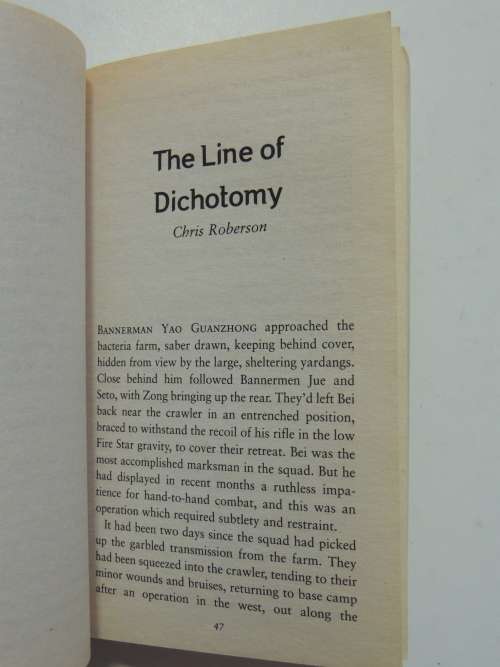 The Line of
Dichotomy
Chris Roberson
BANNERMAN YAO GUANZHONG approached the
bacteria farm, saber drawn, keeping behind cover,
hidden from view by the large, sheltering yardangs.
Close behind him followed Bannermen Jue and
Seto, with Zong bringing up the rear. They'd left Bei
back near the crawler in an entrenched position,
braced to withstand the recoil of his rifle in the low
Fire Star gravity, to cover their retreat. Bei was the
most accomplished marksman in the squad. But he
had displayed in recent months a ruthless impa-
tience for hand-to-hand combat, and this was an
operation which required subtlety and restraint.
It had been two days since the squad had picked
up the garbled transmission from the farm. They
had been squeezed into the crawler, tending to their
minor wounds and bruises, returning to base camp
after an operation in the west, out along the
47